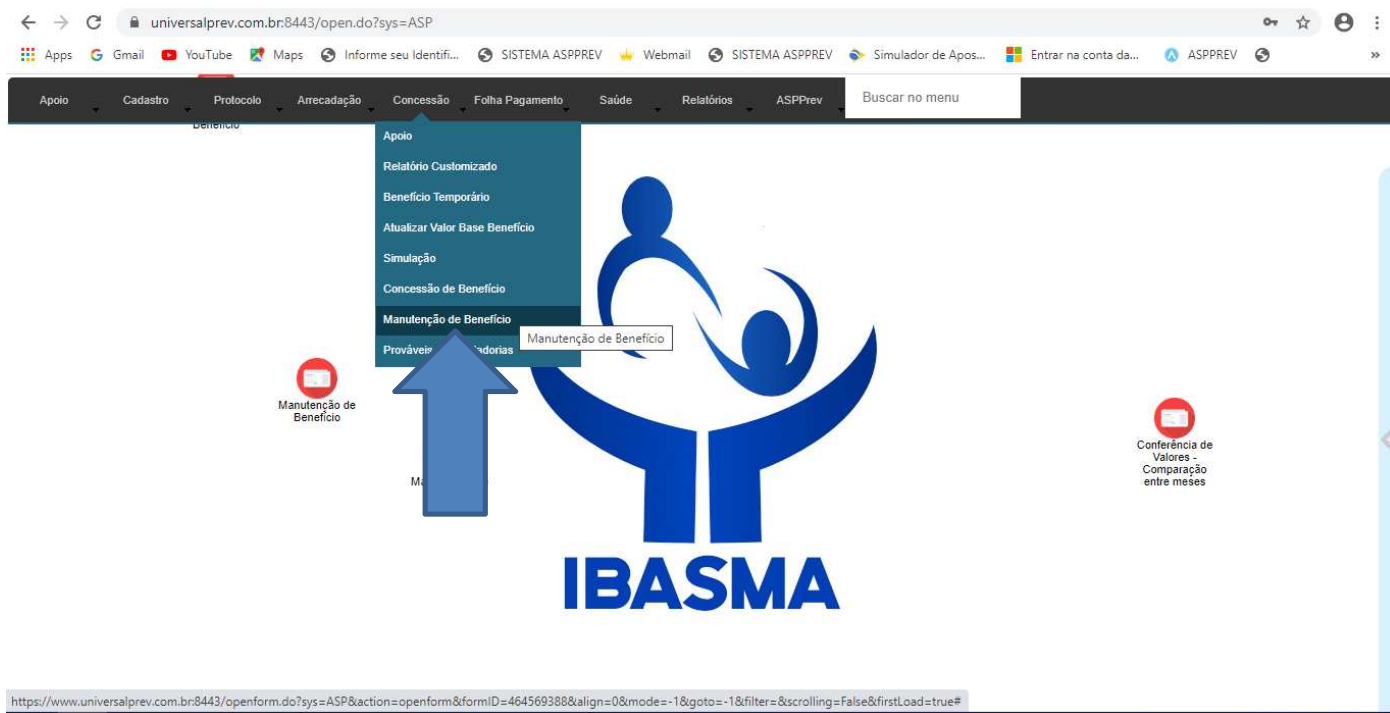 universalprev.com.br:8443/open.do?sys=ASP
Apps Gmail YouTube Maps Informe seu Identifi... SISTEMA ASPPREV Webmail SISTEMA ASPPREV Simulador de Apos... Entrar na conta da... ASPPREV »
Apoio Cadastro Protocolo Arrecadação Concessão Folha Pagamento Saúde Relatórios ASPPrev Buscar no menu
Benefício
Apoio
Relatório Customizado
Benefício Temporário
Atualizar Valor Base Benefício
Simulação
Concessão de Benefício
Manutenção de Benefício
Manutenção de Benefício
Manutenção de
Benefício
Conferência de
Valores -
Comparação
entre meses
IBASMA
https://www.universalprev.com.br:8443/openform.do?sys=ASP&action=openform&formID=464569388&align=0&mode=-1&goto=-1&filter=&scrolling=False&firstLoad=true#